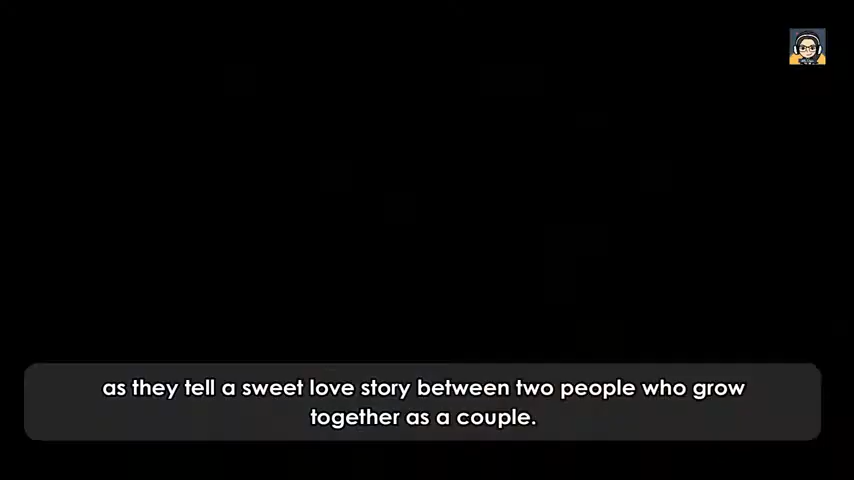 as they tell a sweet love story between two people who grow
together as a couple.